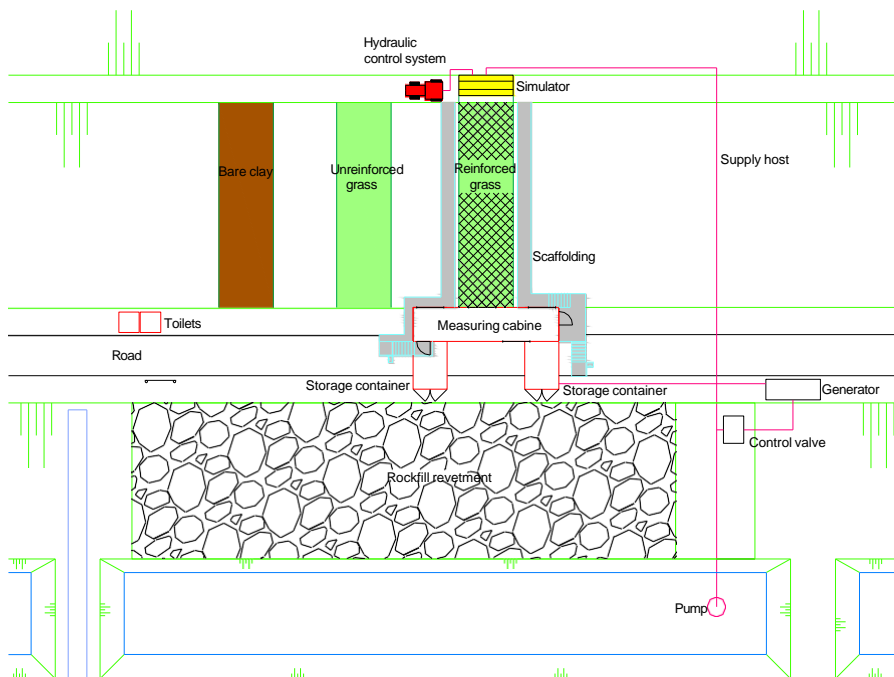 Hydraulic
control system
Simulator
Bare clay
Unreinforced
grass
Reinforced
grass
Supply host
Scaffolding
Toilets
Measuring cabine
Road
Storage container
Storage container
Generator
Control valve
Rockfill revetment
Pump